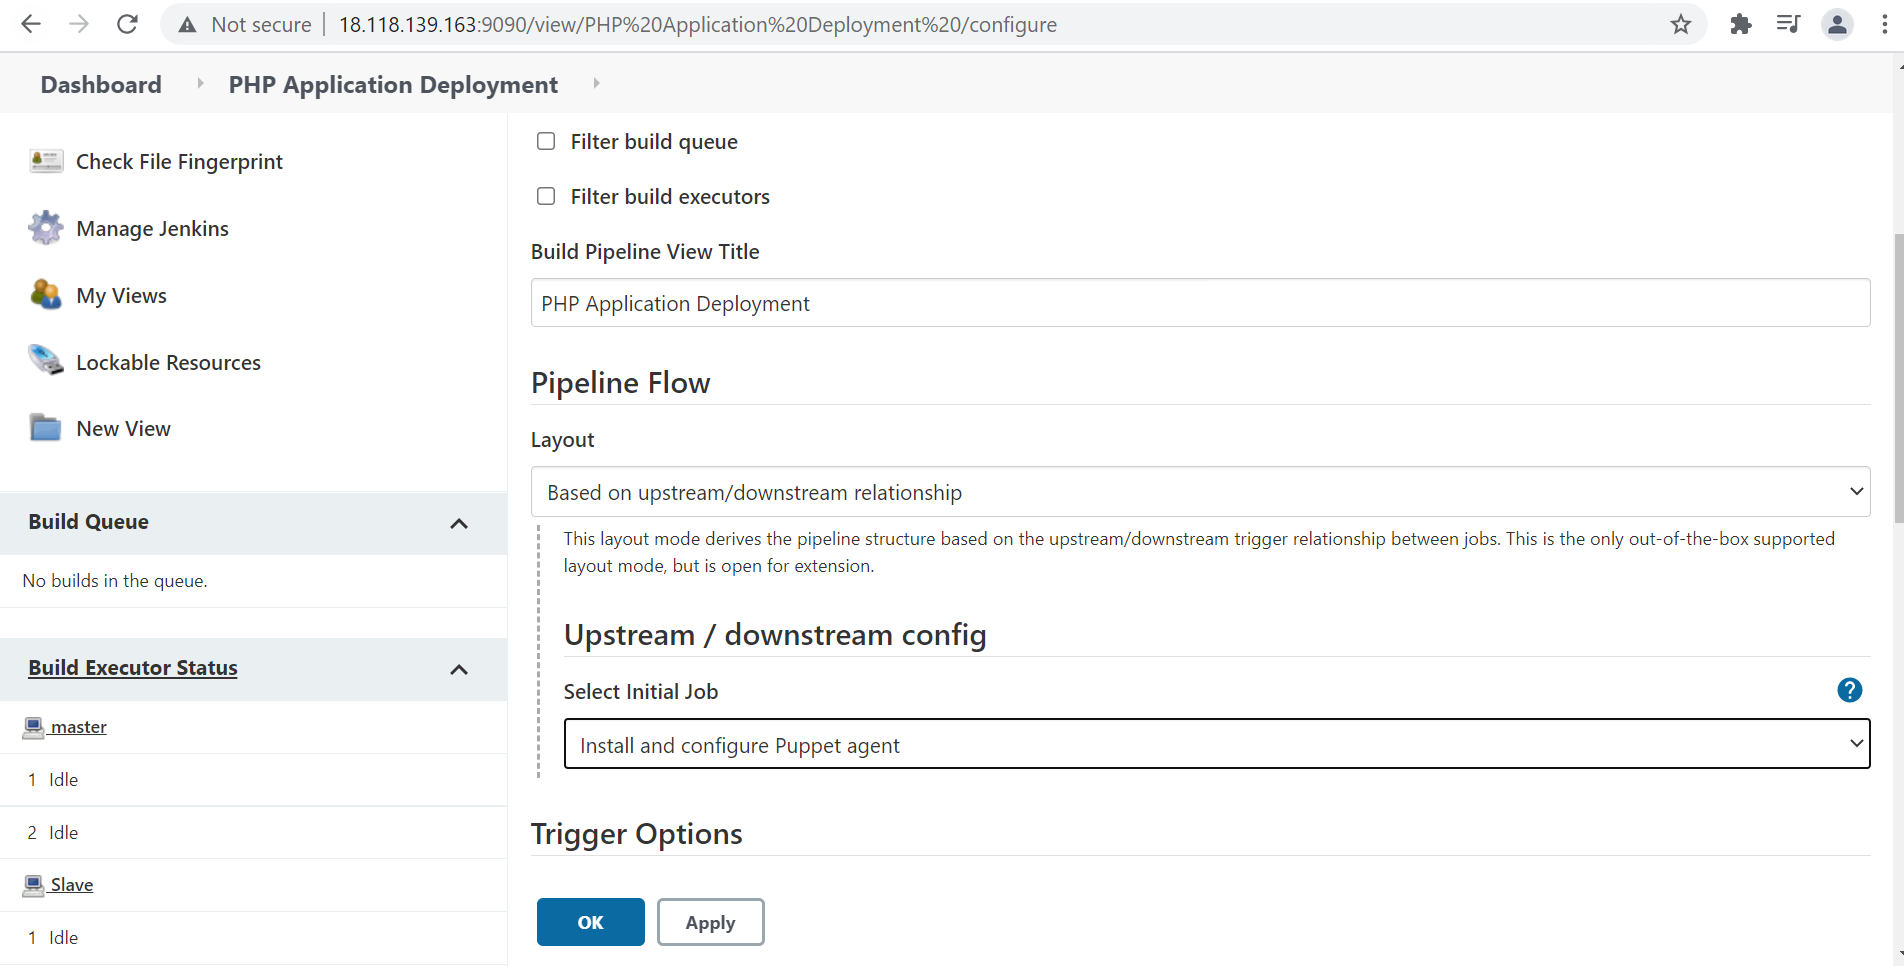 Not secure | 18.118.139.163:9090/view/PHP%20Application%20Deployment%20/configure
Dashboard PHP Application Deployment
Check File Fingerprint
Manage Jenkins
My Views
Lockable Resources
New View
Build Queue
No builds in the queue.
Build Executor Status
master
1 Idle
2 Idle
Slave
1 Idle
Filter build queue
Filter build executors
Build Pipeline View Title
PHP Application Deployment
Pipeline Flow
Layout
Based on upstream/downstream relationship
This layout mode derives the pipeline structure based on the upstream/downstream trigger relationship between jobs. This is the only out-of-the-box supported
layout mode, but is open for extension.
Upstream / downstream config
Select Initial Job
?
Install and configure Puppet agent
Trigger Options
OK Apply